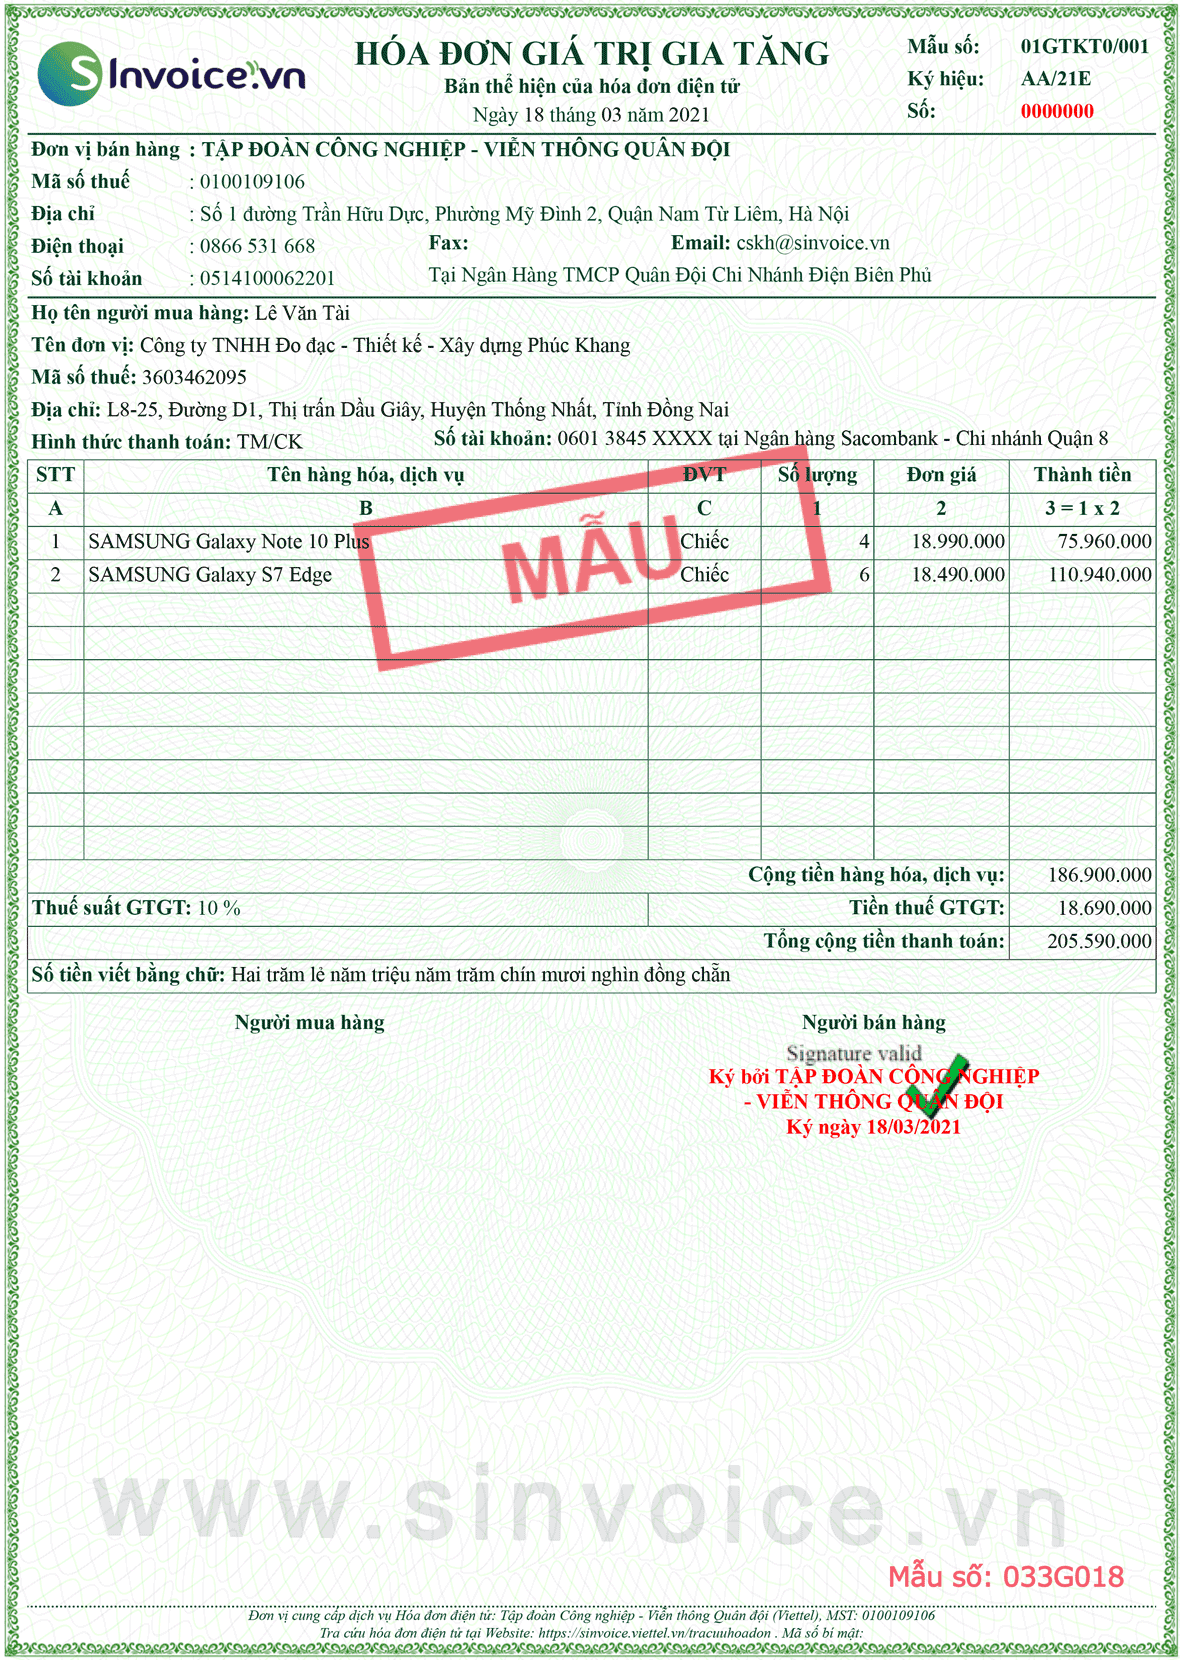 SInvoice.vn
HÓA ĐƠN GIÁ TRỊ GIA TĂNG
Bản thể hiện của hóa đơn điện tử
Ngày 18 tháng 03 năm 2021
Mẫu số: 01GTKT0/001
Ký hiệu: AA/21E
Số: 0000000
Đơn vị bán hàng : TẬP ĐOÀN CÔNG NGHIỆP - VIỄN THÔNG QUÂN ĐỘI
Mã số thuế : 0100109106
Địa chỉ : Số 1 đường Trần Hữu Dực, Phường Mỹ Đình 2, Quận Nam Từ Liêm, Hà Nội
Điện thoại : 0866 531 668 Fax: Email: cskh@sinvoice.vn
Số tài khoản : 0514100062201 Tại Ngân Hàng TMCP Quân Đội Chi Nhánh Điện Biên Phủ
Họ tên người mua hàng: Lê Văn Tài
Tên đơn vị: Công ty TNHH Đo đạc - Thiết kế - Xây dựng Phúc Khang
Mã số thuế: 3603462095
Địa chỉ: L8-25, Đường D1, Thị trấn Dầu Giây, Huyện Thống Nhất, Tỉnh Đồng Nai
Hình thức thanh toán: TM/CK Số tài khoản: 0601 3845 XXXX tại Ngân hàng Sacombank - Chi nhánh Quận 8
STT Tên hàng hóa, dịch vụ ĐVT Số lượng Đơn giá Thành tiền
A B C 1 2 3 = 1 x 2
1 SAMSUNG Galaxy Note 10 Plus Chiếc 4 18.990.000 75.960.000
2 SAMSUNG Galaxy S7 Edge Chiếc 6 18.490.000 110.940.000
MẪU
Cộng tiền hàng hóa, dịch vụ: 186.900.000
Thuế suất GTGT: 10 % Tiền thuế GTGT: 18.690.000
Tổng cộng tiền thanh toán: 205.590.000
Số tiền viết bằng chữ: Hai trăm lẻ năm triệu năm trăm chín mươi nghìn đồng chẵn
Người mua hàng Người bán hàng
Signature valid
Ký bởi TẬP ĐOÀN CÔNG NGHIỆP
- VIỄN THÔNG QUÂN ĐỘI
Ký ngày 18/03/2021
www.sinvoice.vn
Mẫu số: 033G018
Đơn vị cung cấp dịch vụ Hóa đơn điện tử: Tập đoàn Công nghiệp - Viễn thông Quân đội (Viettel), MST: 0100109106
Tra cứu hóa đơn điện tử tại Website: https://sinvoice.viettel.vn/tracuuhoadon . Mã số bí mật: